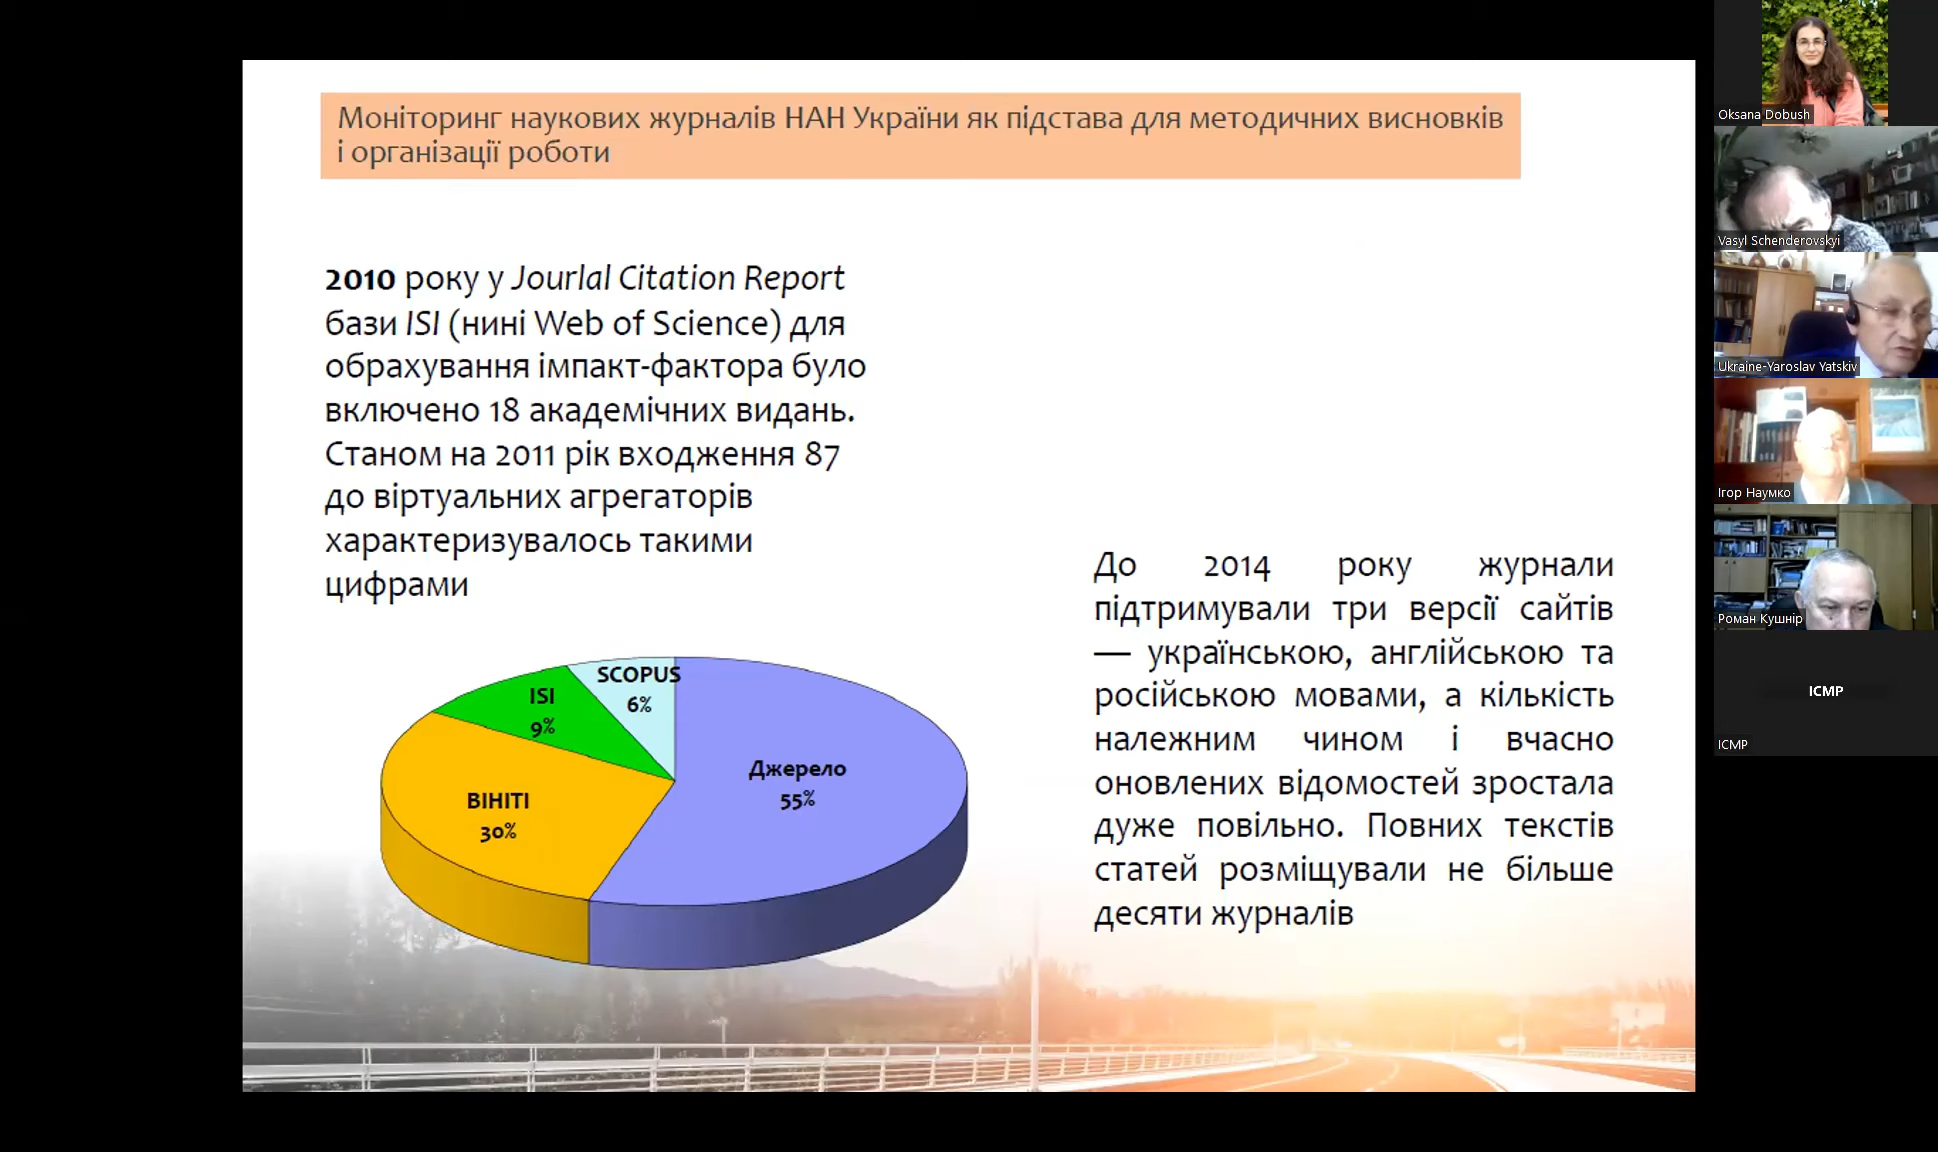 Моніторинг наукових журналів НАН України як підстава для методичних висновків
і організації роботи
2010 року у Jourlal Citation Report
бази ISI (нині Web of Science) для
обрахування імпакт-фактора було
включено 18 академічних видань.
Станом на 2011 рік входження 87
до віртуальних агрегаторів
характеризувалось такими
цифрами
SCOPUS
6%
ISI
9%
Джерело
55%
ВІНІТІ
30%
До 2014 року журнали
підтримували три версії сайтів
— українською, англійською та
російською мовами, а кількість
належним чином і вчасно
оновлених відомостей зростала
дуже повільно. Повних текстів
статей розміщували не більше
десяти журналів
Oksana Dobush
Vasyl Schenderovskyi
Ukraine-Yaroslav Yatskiv
Ігор Наумко
Роман Кушнір
ICMP
ICMP